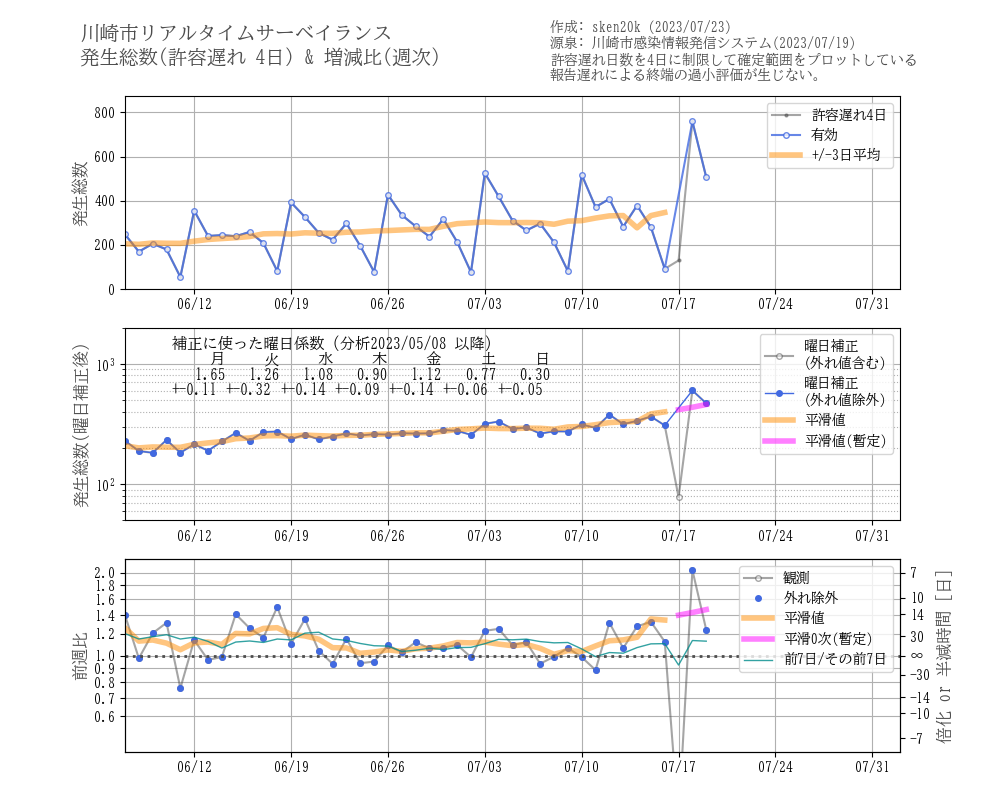 川崎市リアルタイムサーベイランス
発生総数(許容遅れ 4日) & 増減比(週次)
作成: sken20k (2023/07/23)
源泉: 川崎市感染情報発信システム(2023/07/19)
許容遅れ日数を4日に制限して確定範囲をプロットしている
報告遅れによる終端の過小評価が生じない。
発生総数
800
600
400
200
0
許容遅れ4日
有効
+/-3日平均
06/12 06/19 06/26 07/03 07/10 07/17 07/24 07/31
発生総数(曜日補正後)
10³
10²
補正に使った曜日係数 (分析2023/05/08 以降)
月 火 水 木 金 土 日
1.65 1.26 1.08 0.90 1.12 0.77 0.30
+-0.11 +-0.32 +-0.14 +-0.09 +-0.14 +-0.06 +-0.05
曜日補正
(外れ値含む)
曜日補正
(外れ値除外)
平滑値
平滑値(暫定)
06/12 06/19 06/26 07/03 07/10 07/17 07/24 07/31
前週比
2.0
1.8
1.6
1.4
1.2
1.0
0.9
0.8
0.7
0.6
観測
外れ除外
平滑値
平滑0次(暫定)
前7日/その前7日
7
10
14
30
∞
-30
-14
-10
-7
倍化 or 半減時間 [日]
06/12 06/19 06/26 07/03 07/10 07/17 07/24 07/31